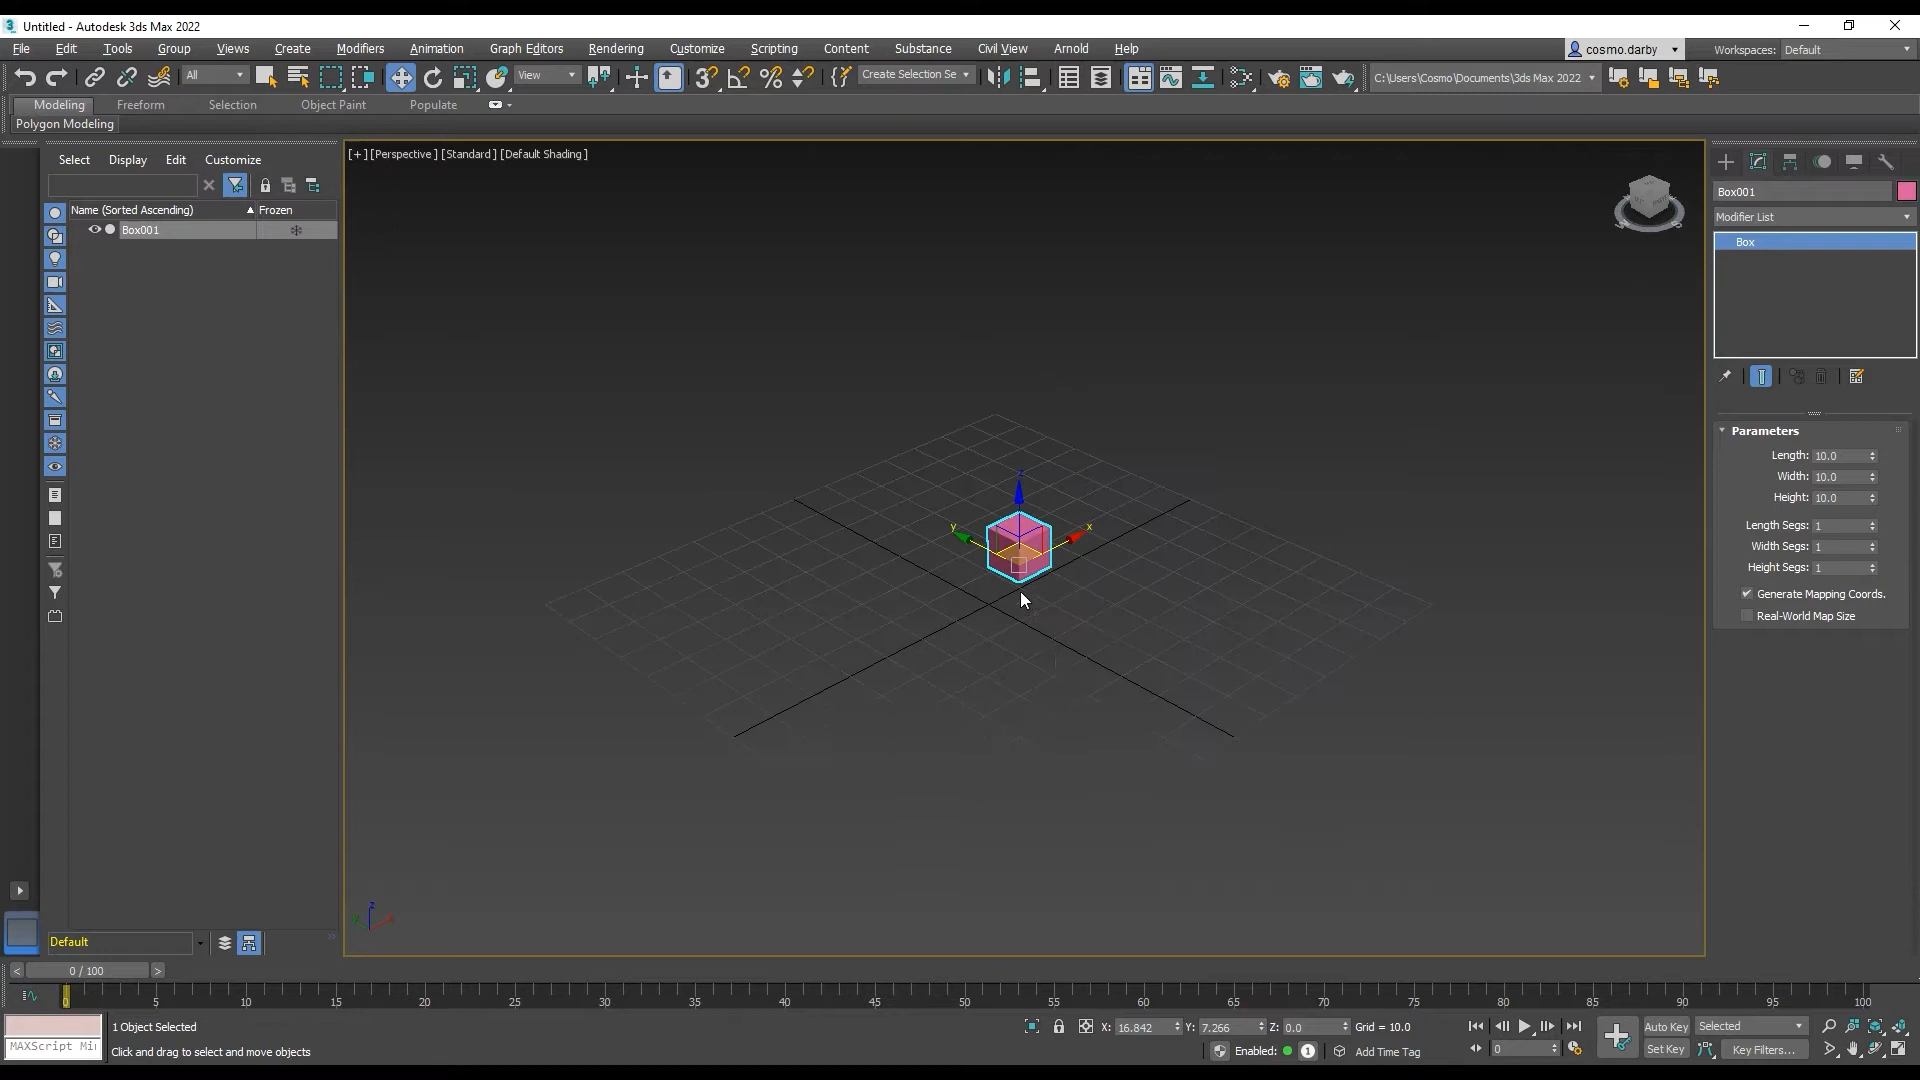 Untitled - Autodesk 3ds Max 2022
File Edit Tools Group Views Create Modifiers Animation Graph Editors Rendering Customize Scripting Content Substance Civil View Arnold Help
cosmo.darby Workspaces: Default
All View Create Selection Se C:\Users\Cosmo\Documents\3ds Max 2022
Modeling Freeform Selection Object Paint Populate
Polygon Modeling
Select Display Edit Customize
[+] [Perspective] [Standard] [Default Shading]
Name (Sorted Ascending) Frozen
Box001
Box001
Modifier List
Box
Parameters
Length: 10.0
Width: 10.0
Height: 10.0
Length Segs: 1
Width Segs: 1
Height Segs: 1
Generate Mapping Coords.
Real-World Map Size
z
y
x
z
Default
< 0 / 100 >
0 5 10 15 20 25 30 35 40 45 50 55 60 65 70 75 80 85 90 95 100
1 Object Selected
X: 16.842 Y: 7.266 Z: 0.0 Grid = 10.0
Auto Key Selected
MAXScript Mi
Click and drag to select and move objects
Enabled: 1 Add Time Tag
0
Set Key Key Filters...